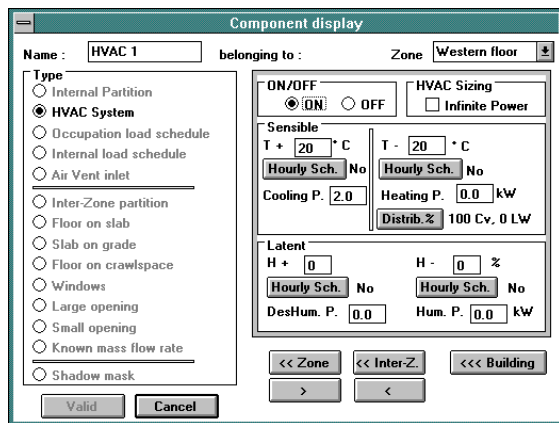 Component display
Name : HVAC 1 belonging to : Zone Western floor
Type
Internal Partition
HVAC System
Occupation load schedule
Internal load schedule
Air Vent inlet
Inter-Zone partition
Floor on slab
Slab on grade
Floor on crawlspace
Windows
Large opening
Small opening
Known mass flow rate
Shadow mask
Valid Cancel
ON/OFF
ON OFF
HVAC Sizing
Infinite Power
Sensible
T + 20 ° C T - 20 ° C
Hourly Sch. No Hourly Sch. No
Cooling P. 2.0 Heating P. 0.0 kW
Distrib.% 100 Cv, 0 LW
Latent
H + 0 H - 0 %
Hourly Sch. No Hourly Sch. No
DesHum. P. 0.0 Hum. P. 0.0 kW
<< Zone << Inter-Z. <<< Building
> <